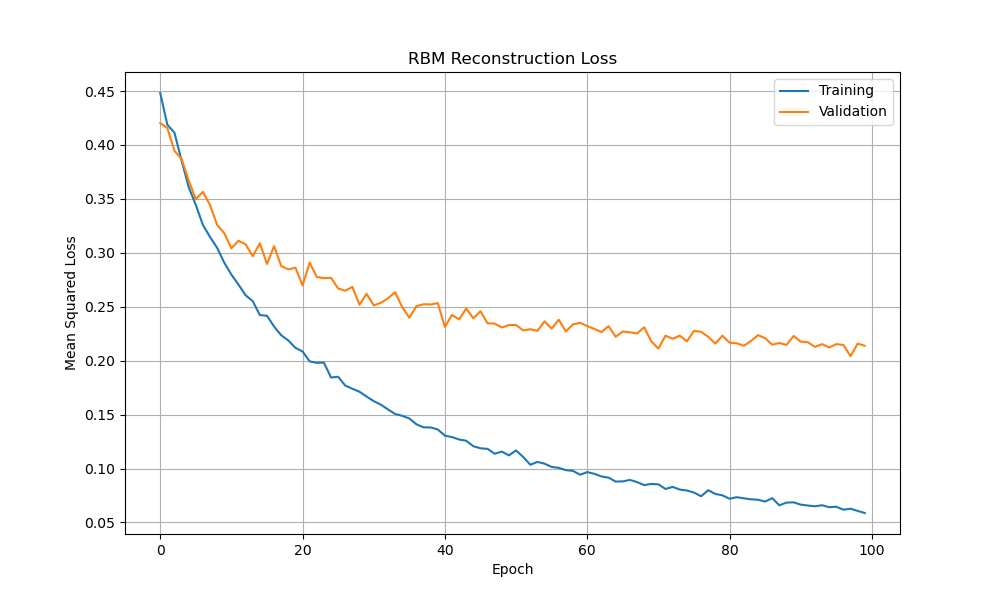 RBM Reconstruction Loss
Training
Validation
Mean Squared Loss
0.45
0.40
0.35
0.30
0.25
0.20
0.15
0.10
0.05
0 20 40 60 80 100
Epoch